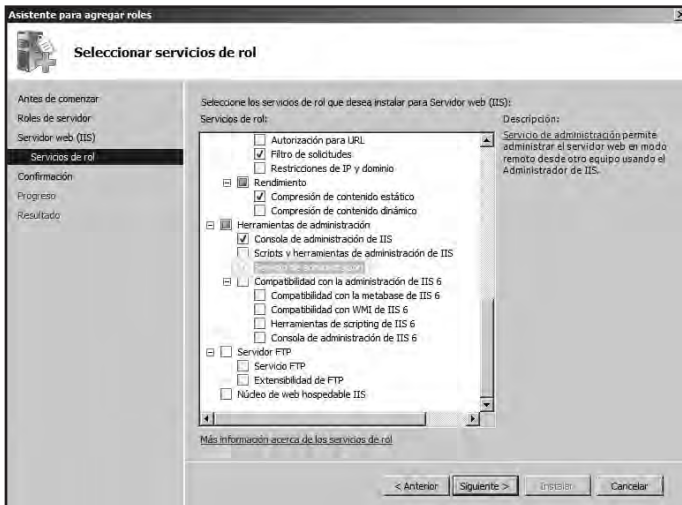 Asistente para agregar roles
Seleccionar servicios de rol
Antes de comenzar
Roles de servidor
Servidor web (IIS)
Servicios de rol
Confirmación
Progreso
Resultado
Seleccione los servicios de rol que desea instalar para Servidor web (IIS):
Servicios de rol:
Autorización para URL
Filtro de solicitudes
Restricciones de IP y dominio
Rendimiento
Compresión de contenido estático
Compresión de contenido dinámico
Herramientas de administración
Consola de administración de IIS
Scripts y herramientas de administración de IIS
Servicio de administración
Compatibilidad con la administración de IIS 6
Compatibilidad con la metabase de IIS 6
Compatibilidad con WMI de IIS 6
Herramientas de scripting de IIS 6
Consola de administración de IIS 6
Servidor FTP
Servicio FTP
Extensibilidad de FTP
Núcleo de web hospedable IIS
Más información acerca de los servicios de rol
Descripción:
Servicio de administración permite
administrar el servidor web en modo
remoto desde otro equipo usando el
Administrador de IIS.
< Anterior
Siguiente >
Instalar
Cancelar